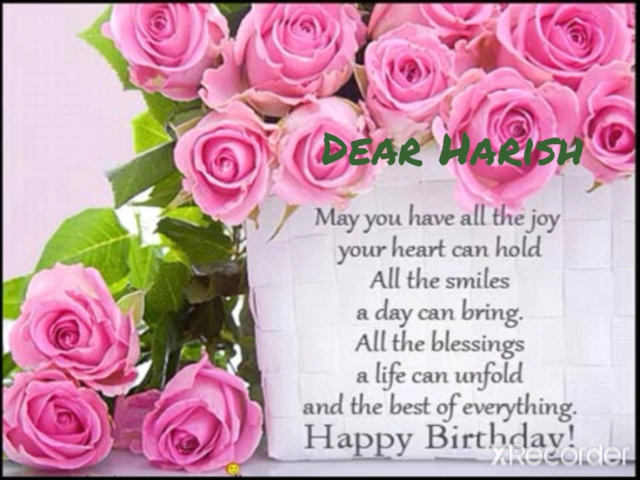 Dear Harish
May you have all the joy
your heart can hold
All the smiles
a day can bring.
All the blessings
a life can unfold
and the best of everything.
Happy Birthday!
XRecorder